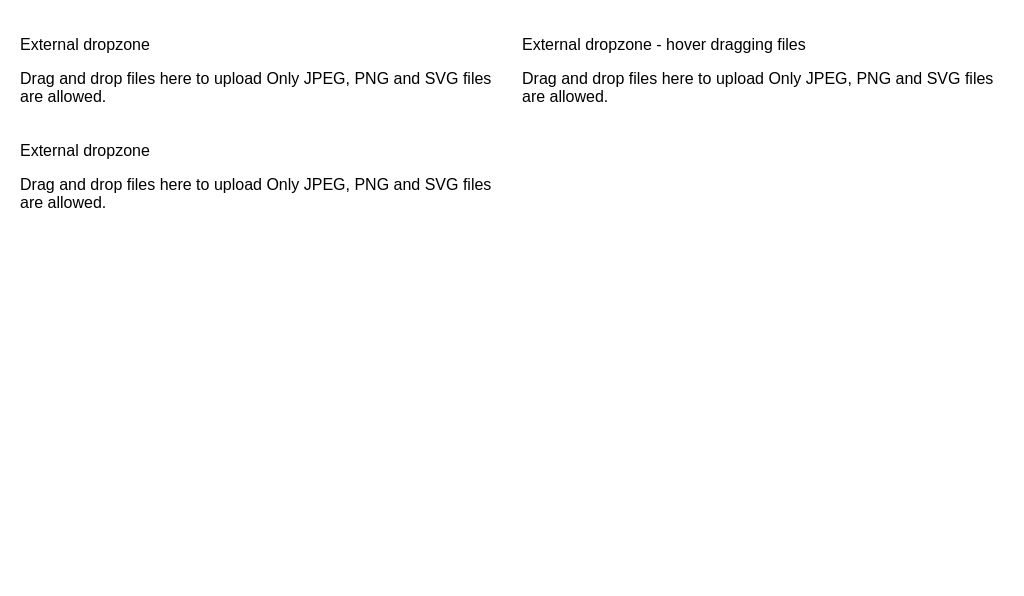 External dropzone
Drag and drop files here to upload Only JPEG, PNG and SVG files
are allowed.
External dropzone - hover dragging files
Drag and drop files here to upload Only JPEG, PNG and SVG files
are allowed.
External dropzone
Drag and drop files here to upload Only JPEG, PNG and SVG files
are allowed.